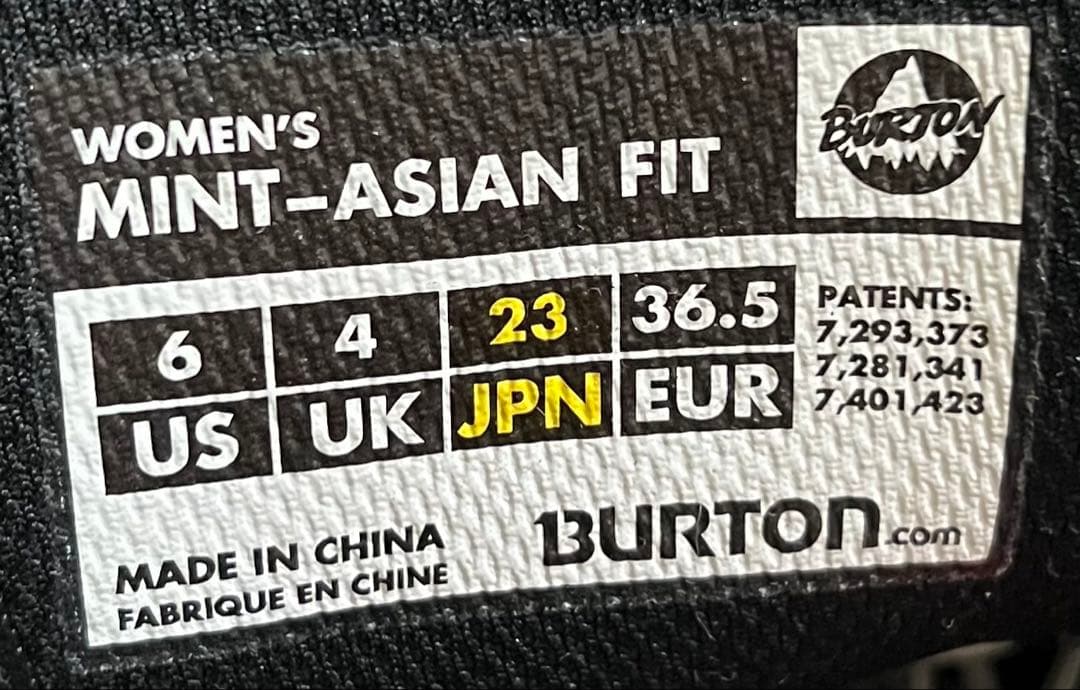 WOMEN'S
MINT-ASIAN FIT
BURTON
6 4 23 36.5
US UK JPN EUR
PATENTS:
7,293,373
7,281,341
7,401,423
MADE IN CHINA
FABRIQUE EN CHINE
BURTON.com